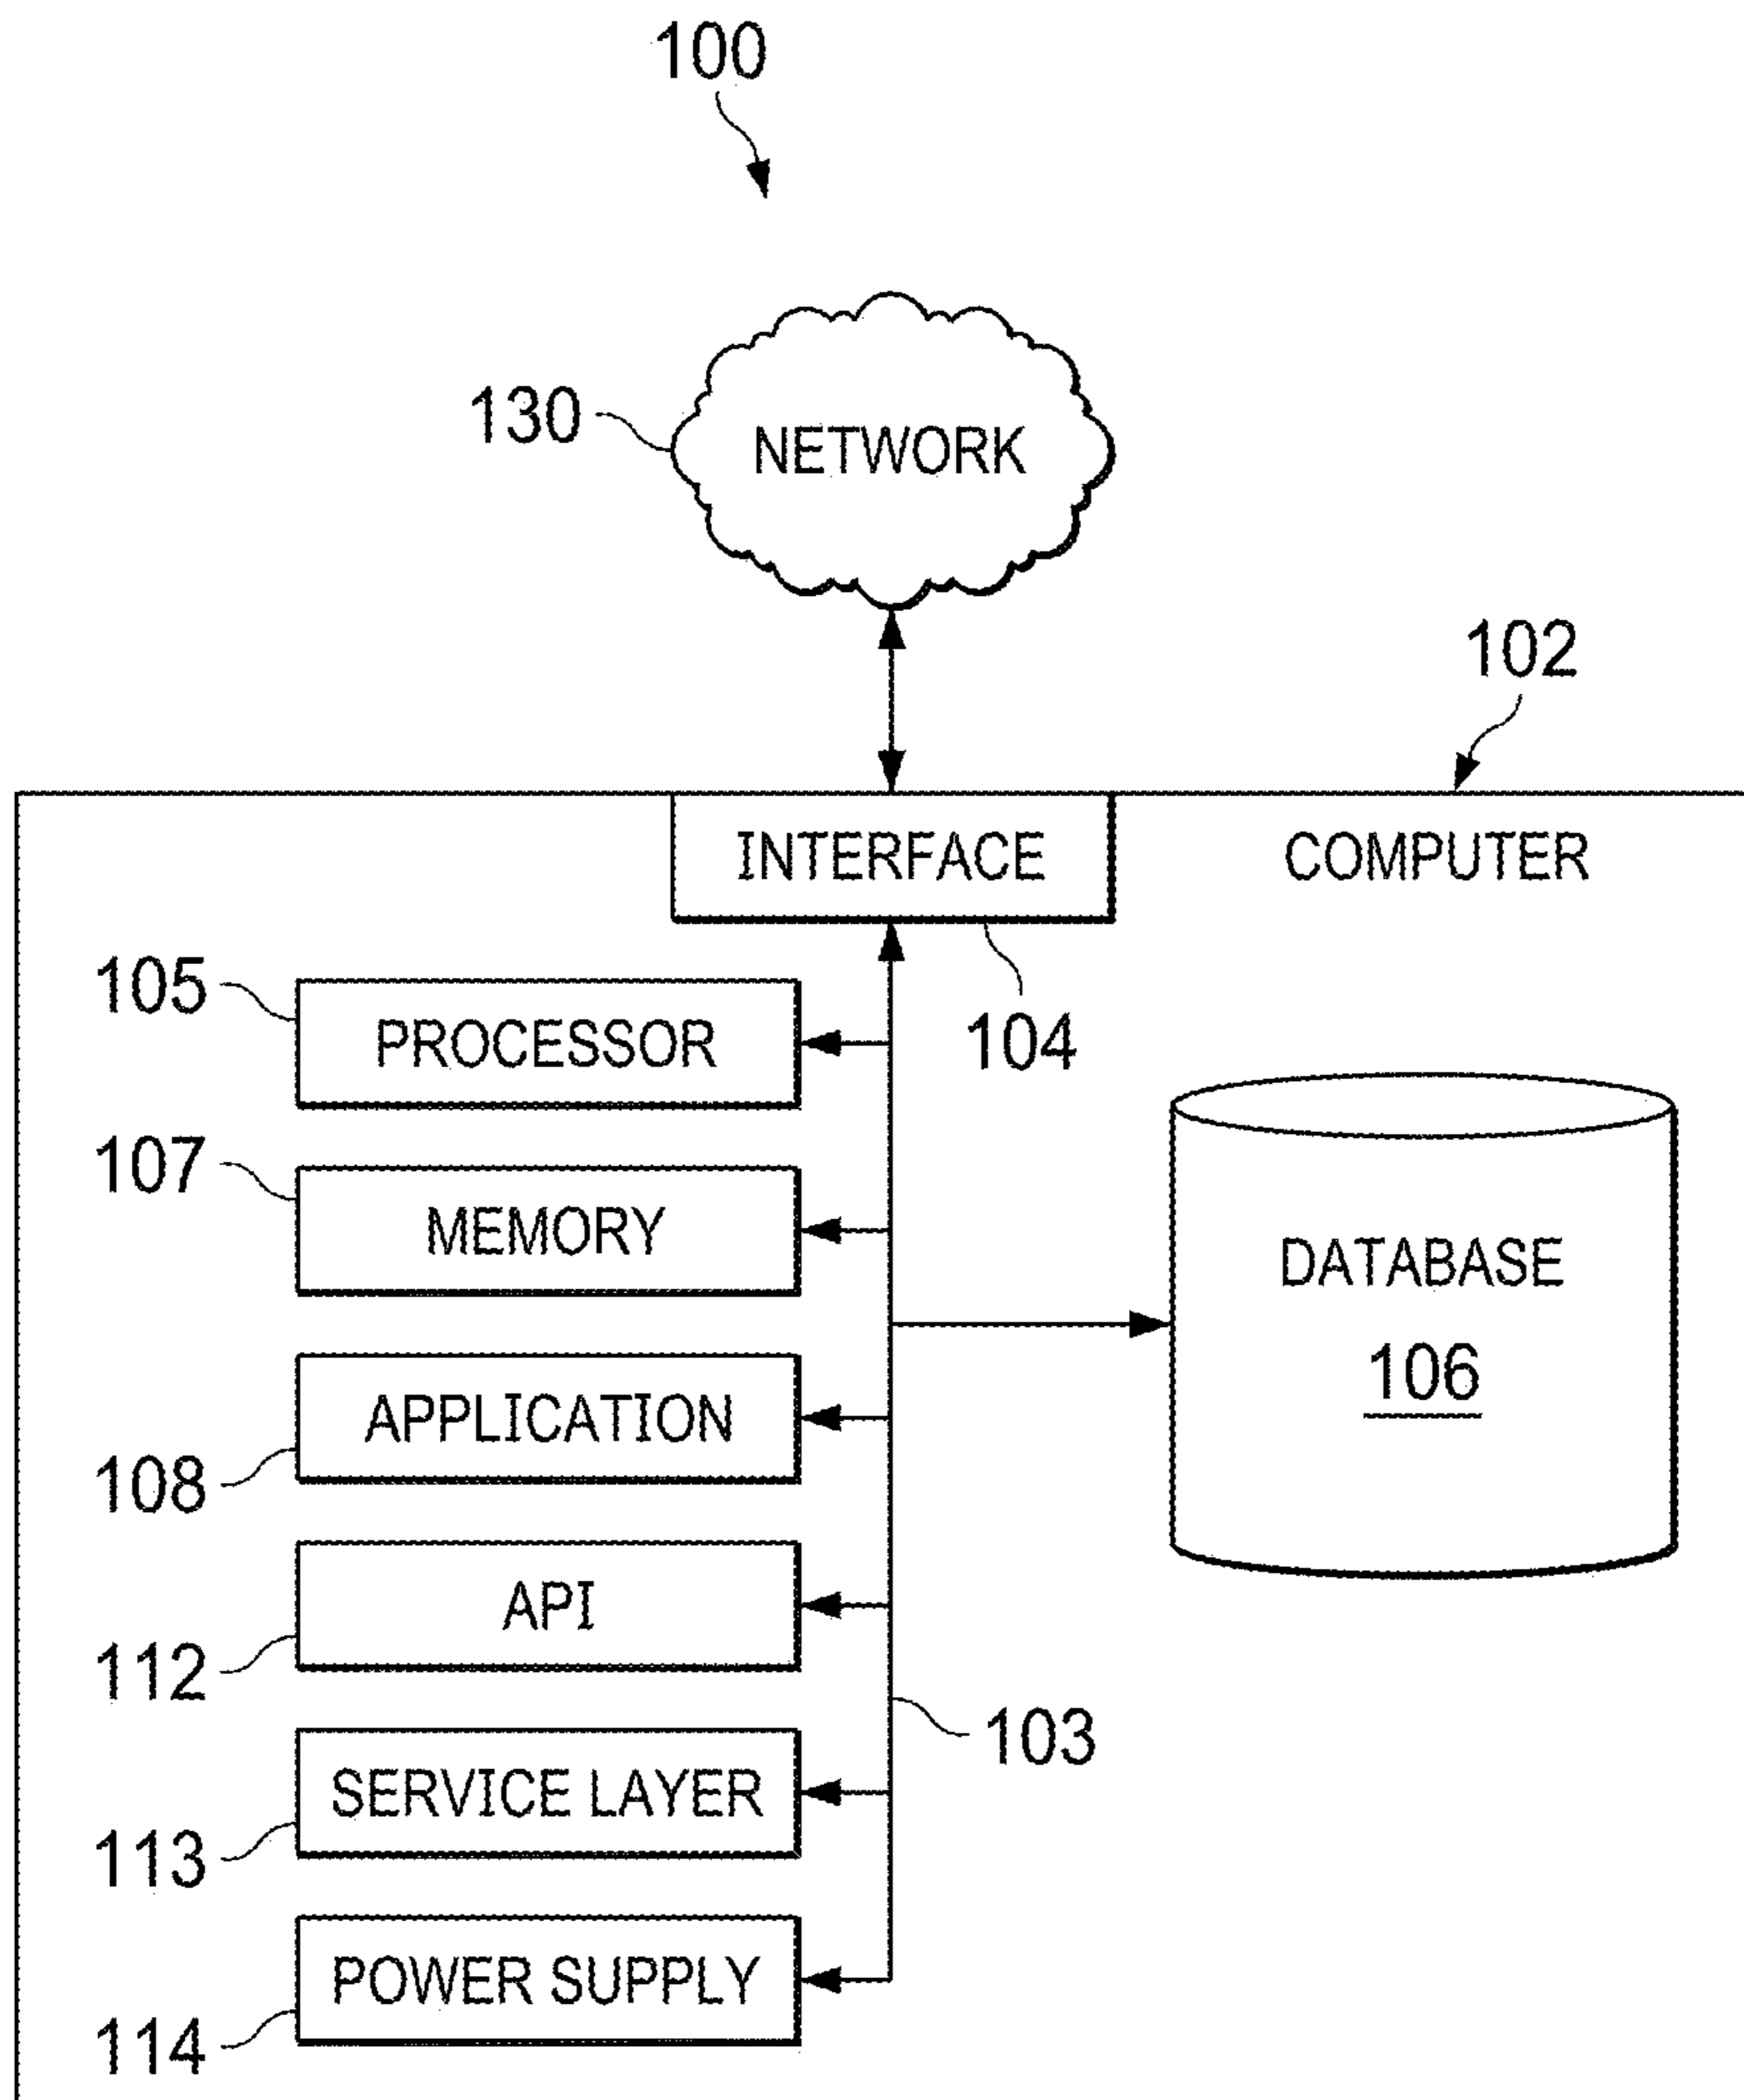 100
130
NETWORK
102
INTERFACE
COMPUTER
105
PROCESSOR
104
107
MEMORY
DATABASE
106
APPLICATION
108
API
112
103
SERVICE LAYER
113
POWER SUPPLY
114